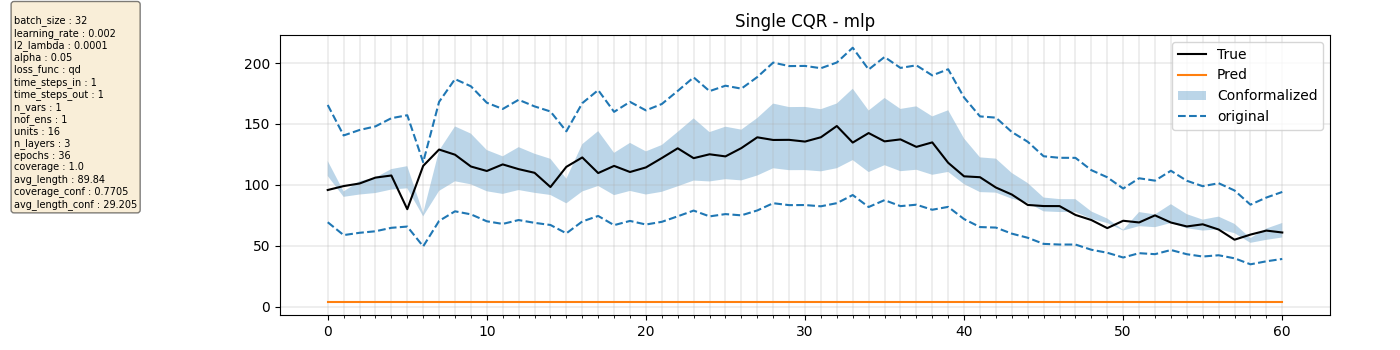 batch_size : 32
learning_rate : 0.002
l2_lambda : 0.0001
alpha : 0.05
loss_func : qd
time_steps_in : 1
time_steps_out : 1
n_vars : 1
nof_ens : 1
units : 16
n_layers : 3
epochs : 36
coverage : 1.0
avg_length : 89.84
coverage_conf : 0.7705
avg_length_conf : 29.205
Single CQR - mlp
True
Pred
Conformalized
original
200
150
100
50
0
0 10 20 30 40 50 60